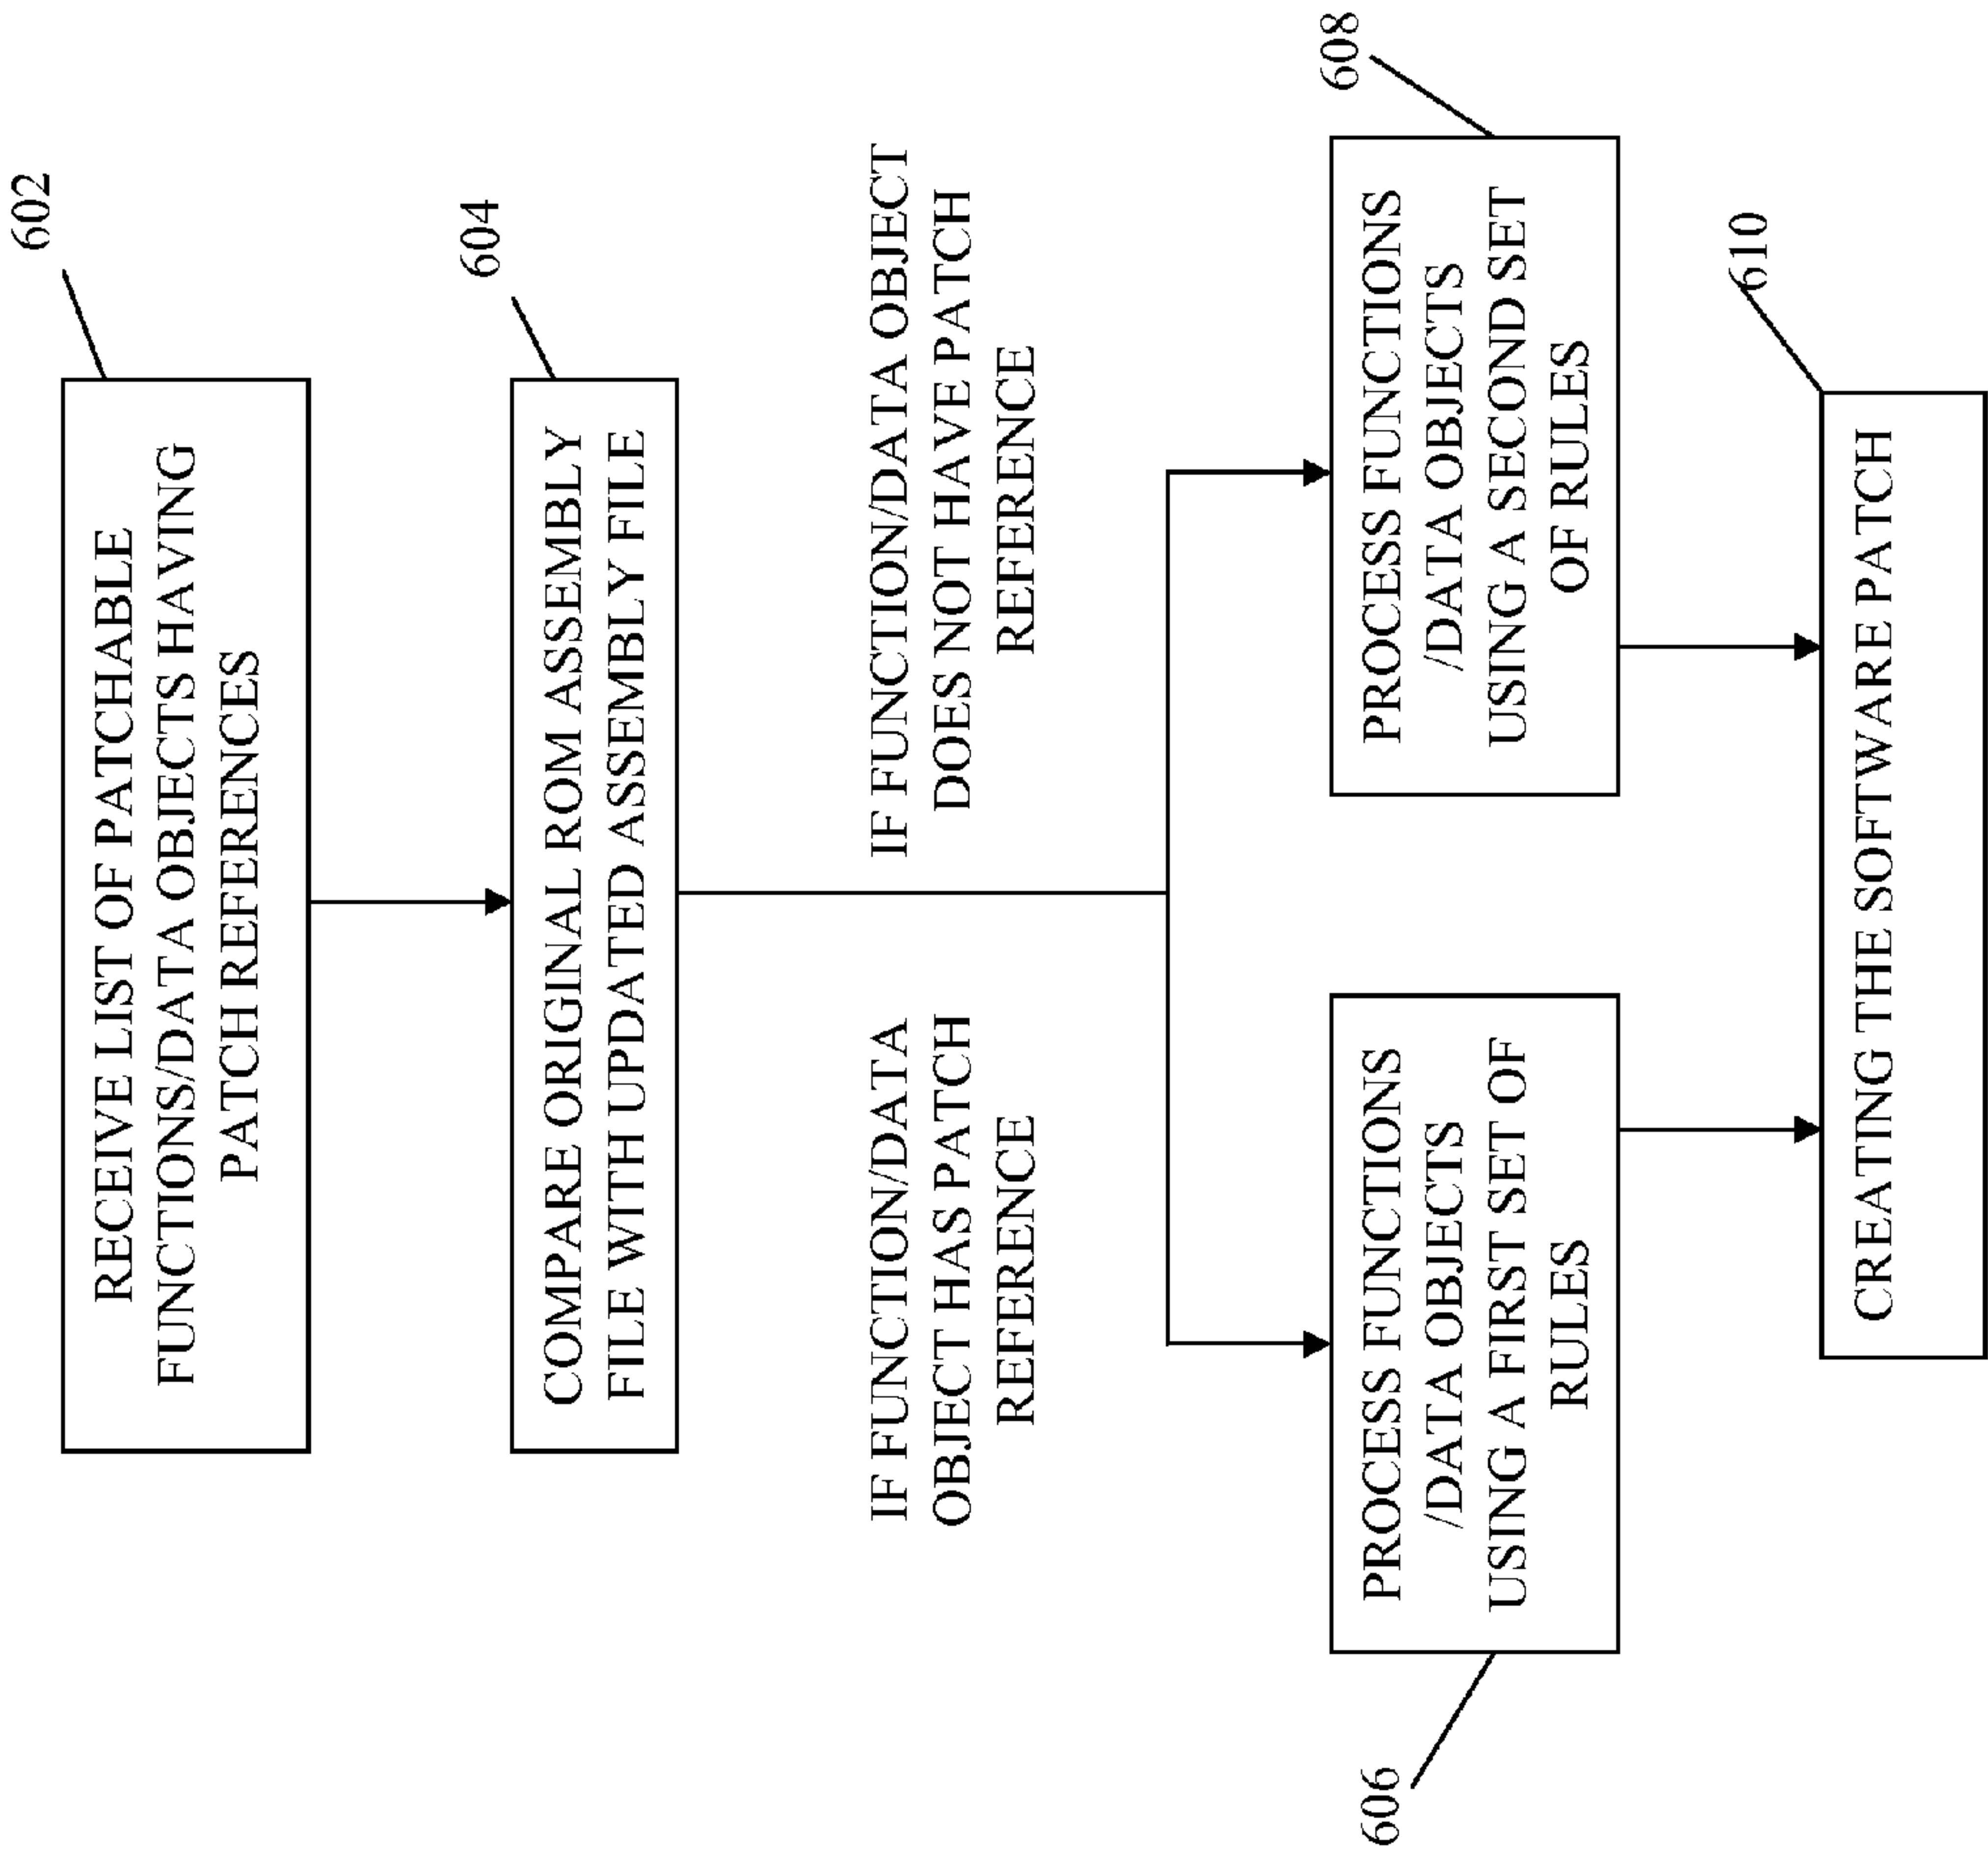 602
RECEIVE LIST OF PATCHABLE
FUNCTIONS/DATA OBJECTS HAVING
PATCH REFERENCES
604
COMPARE ORIGINAL ROM ASSEMBLY
FILE WITH UPDATED ASSEMBLY FILE
IF FUNCTION/DATA
OBJECT HAS PATCH
REFERENCE
IF FUNCTION/DATA OBJECT
DOES NOT HAVE PATCH
REFERENCE
606
PROCESS FUNCTIONS
/DATA OBJECTS
USING A FIRST SET OF
RULES
608
PROCESS FUNCTIONS
/DATA OBJECTS
USING A SECOND SET
OF RULES
610
CREATING THE SOFTWARE PATCH